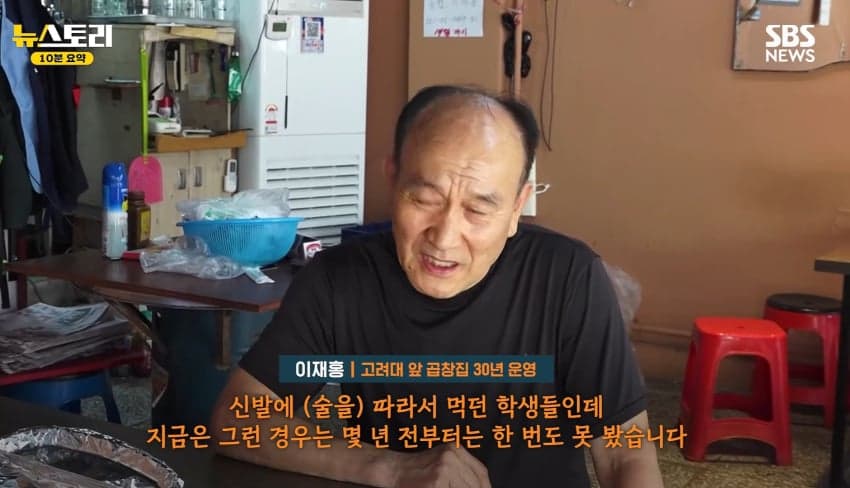 뉴스토리
10분 요약
SBS
NEWS
이재홍 | 고려대 앞 곱창집 30년 운영
신발에 (술을) 따라서 먹던 학생들인데
지금은 그런 경우는 몇 년 전부터는 한 번도 못 봤습니다